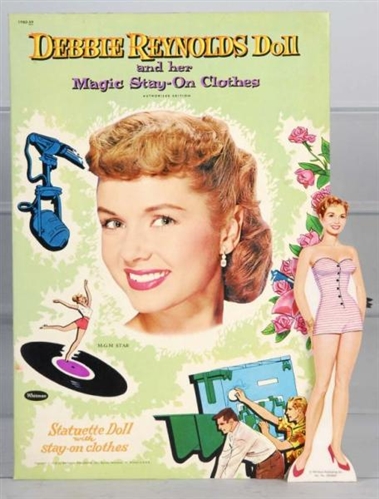 DEBBIE REYNOLDS DOLL
and her
Magic Stay-On Clothes
AUTHORIZED EDITION
M.G.M STAR
Whitman
Statuette Doll
with
stay-on clothes